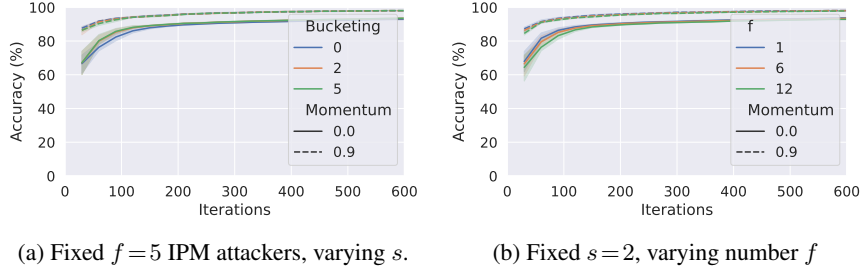 100
80
60
40
20
0
Accuracy (%)
0 100 200 300 400 500 600
Iterations
Bucketing
0
2
5
Momentum
0.0
0.9
(a) Fixed f = 5 IPM attackers, varying s.
100
80
60
40
20
0
Accuracy (%)
0 100 200 300 400 500 600
Iterations
f
1
6
12
Momentum
0.0
0.9
(b) Fixed s = 2, varying number f